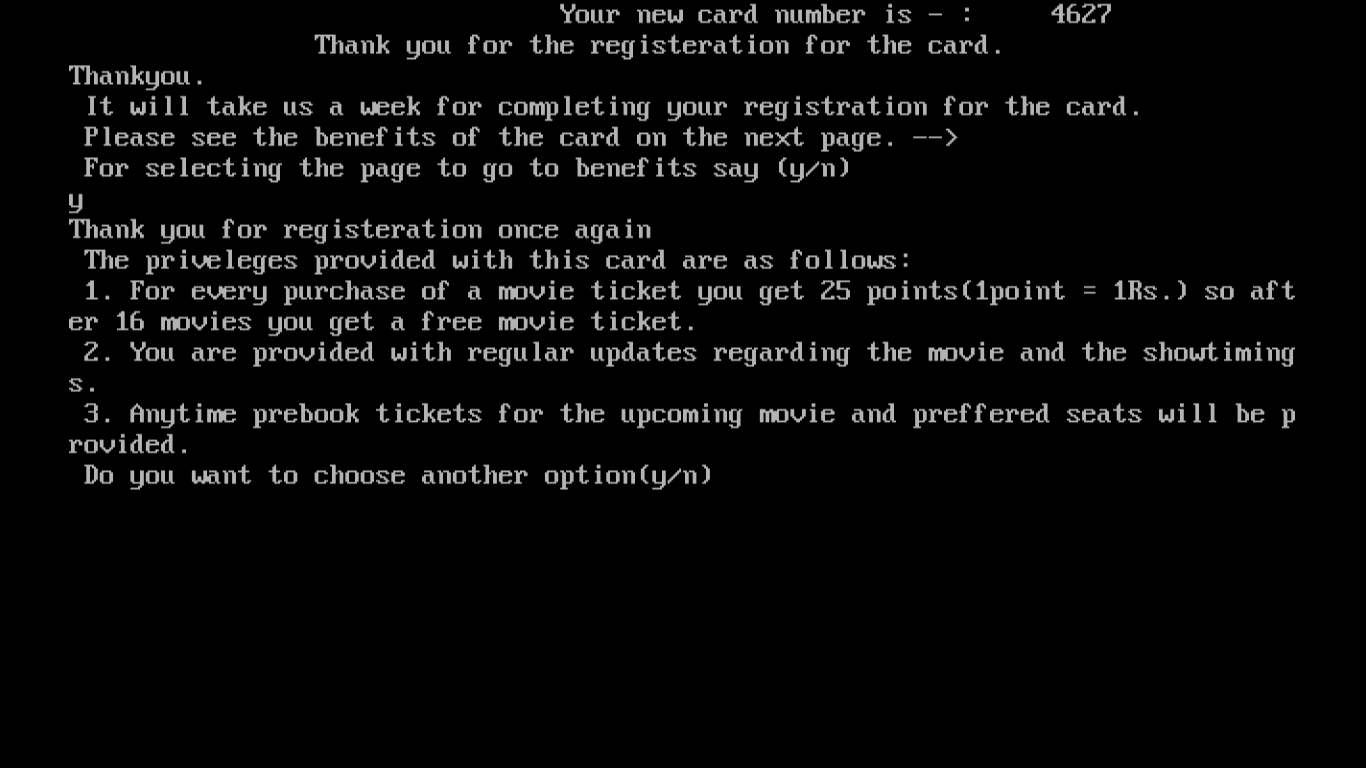 Your new card number is - : 4627
Thank you for the registeration for the card.
Thankyou.
It will take us a week for completing your registration for the card.
Please see the benefits of the card on the next page. -->
For selecting the page to go to benefits say (y/n)
y
Thank you for registeration once again
The priveleges provided with this card are as follows:
1. For every purchase of a movie ticket you get 25 points(1point = 1Rs.) so aft
er 16 movies you get a free movie ticket.
2. You are provided with regular updates regarding the movie and the showtiming
s.
3. Anytime prebook tickets for the upcoming movie and preffered seats will be p
rovided.
Do you want to choose another option(y/n)